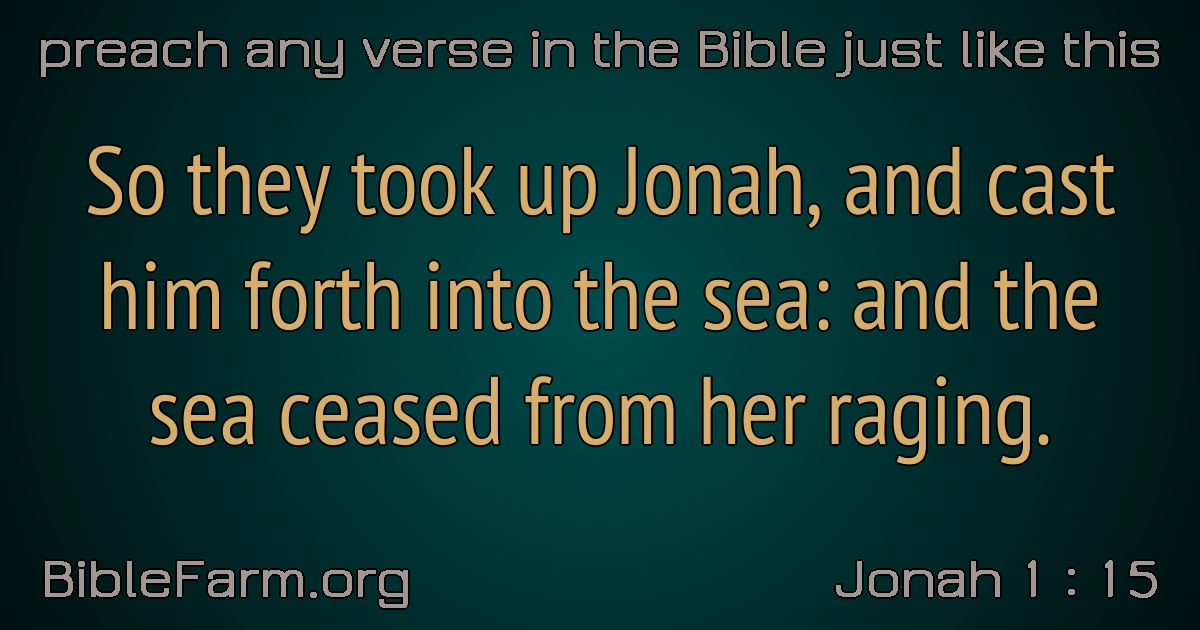 preach any verse in the Bible just like this
So they took up Jonah, and cast
him forth into the sea: and the
sea ceased from her raging.
BibleFarm.org
Jonah 1 : 15